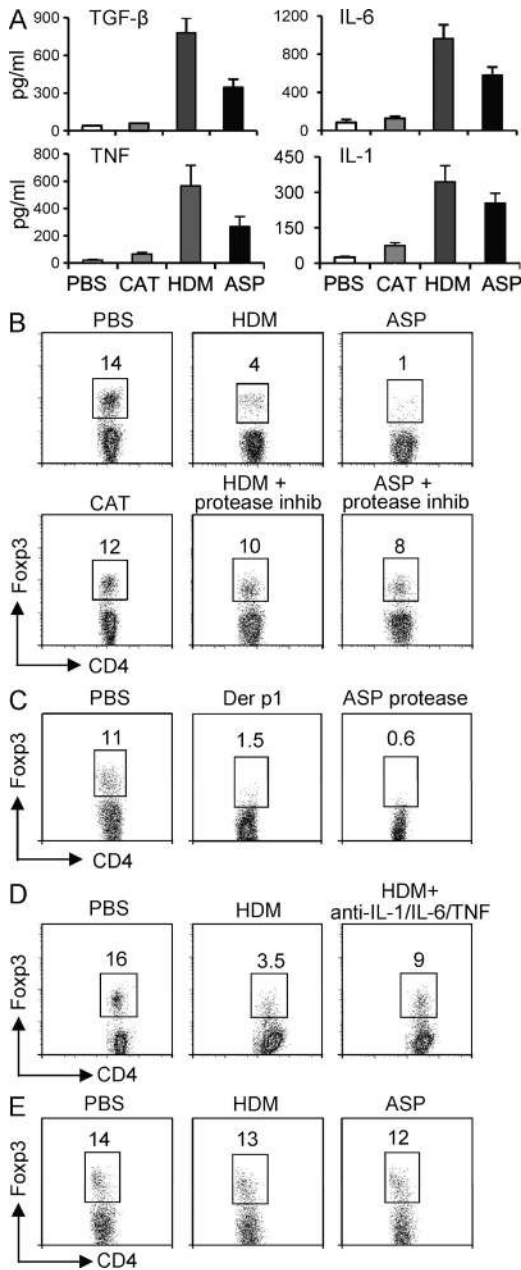 A
TGF-β
IL-6
pg/ml
900
600
300
0
1200
800
400
0
TNF
IL-1
pg/ml
800
600
400
200
0
450
300
150
0
PBS CAT HDM ASP
PBS CAT HDM ASP
B
PBS HDM ASP
14 4 1
CAT
HDM +
protease inhib
ASP +
protease inhib
12 10 8
Foxp3
CD4
C
PBS Der p1 ASP protease
11 1.5 0.6
Foxp3
CD4
D
PBS HDM
HDM+
anti-IL-1/IL-6/TNF
16 3.5 9
Foxp3
CD4
E
PBS HDM ASP
14 13 12
Foxp3
CD4